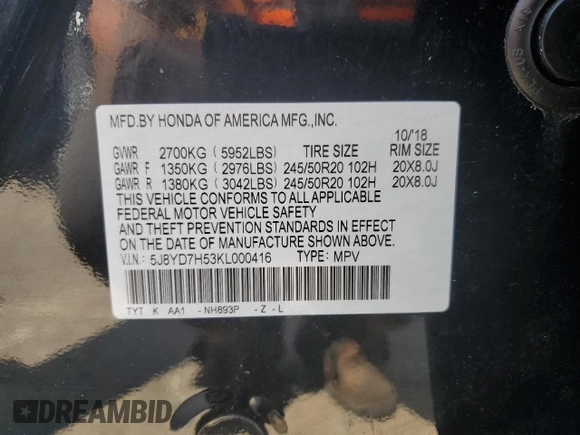 MFD.BY HONDA OF AMERICA MFG.,INC.
10/18
GVWR 2700KG ( 5952LBS) TIRE SIZE RIM SIZE
GAWR F 1350KG ( 2976LBS) 245/50R20 102H 20X8.0J
GAWR R 1380KG ( 3042LBS) 245/50R20 102H 20X8.0J
THIS VEHICLE CONFORMS TO ALL APPLICABLE
FEDERAL MOTOR VEHICLE SAFETY
AND THEFT PREVENTION STANDARDS IN EFFECT
ON THE DATE OF MANUFACTURE SHOWN ABOVE.
V.I.N: 5J8YD7H53KL000416 TYPE: MPV
TYT K AA1 -NH893P -Z -L
DREAMBID